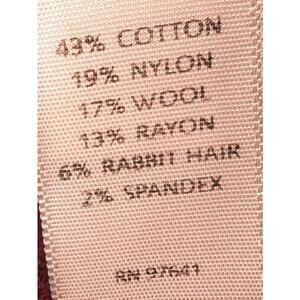 43% COTTON
19% NYLON
17% WOOL
13% RAYON
6% RABBIT HAIR
2% SPANDEX
RN 97641